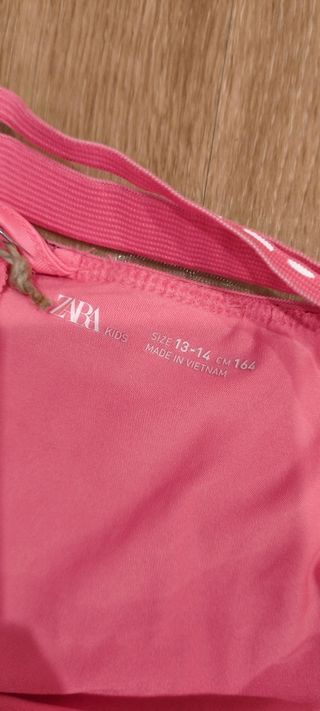 ZARA
KIDS
SIZE 13-14 CM 164
MADE IN VIETNAM